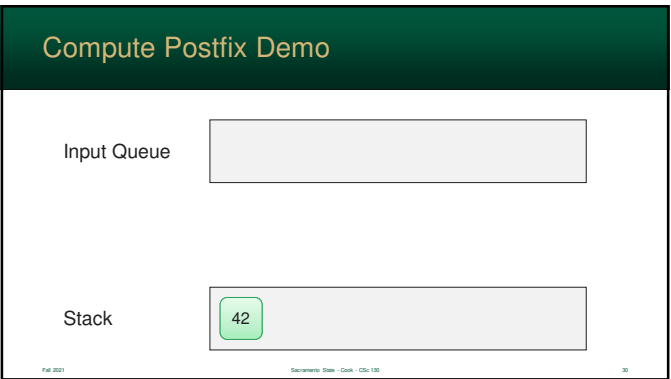 Compute Postfix Demo
Input Queue
Stack
42
Fall 2021
Sacramento State - Cook - CSc 130
30